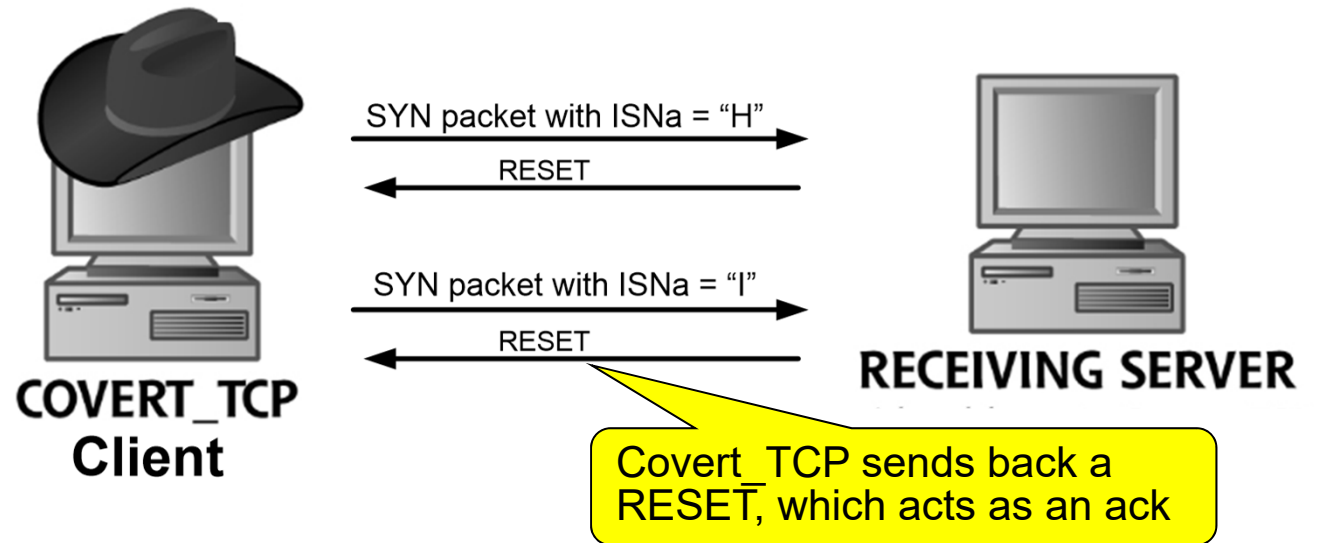 SYN packet with ISNa = “H”
RESET
SYN packet with ISNa = “I”
RESET
COVERT_TCP
Client
RECEIVING SERVER
Covert_TCP sends back a
RESET, which acts as an ack